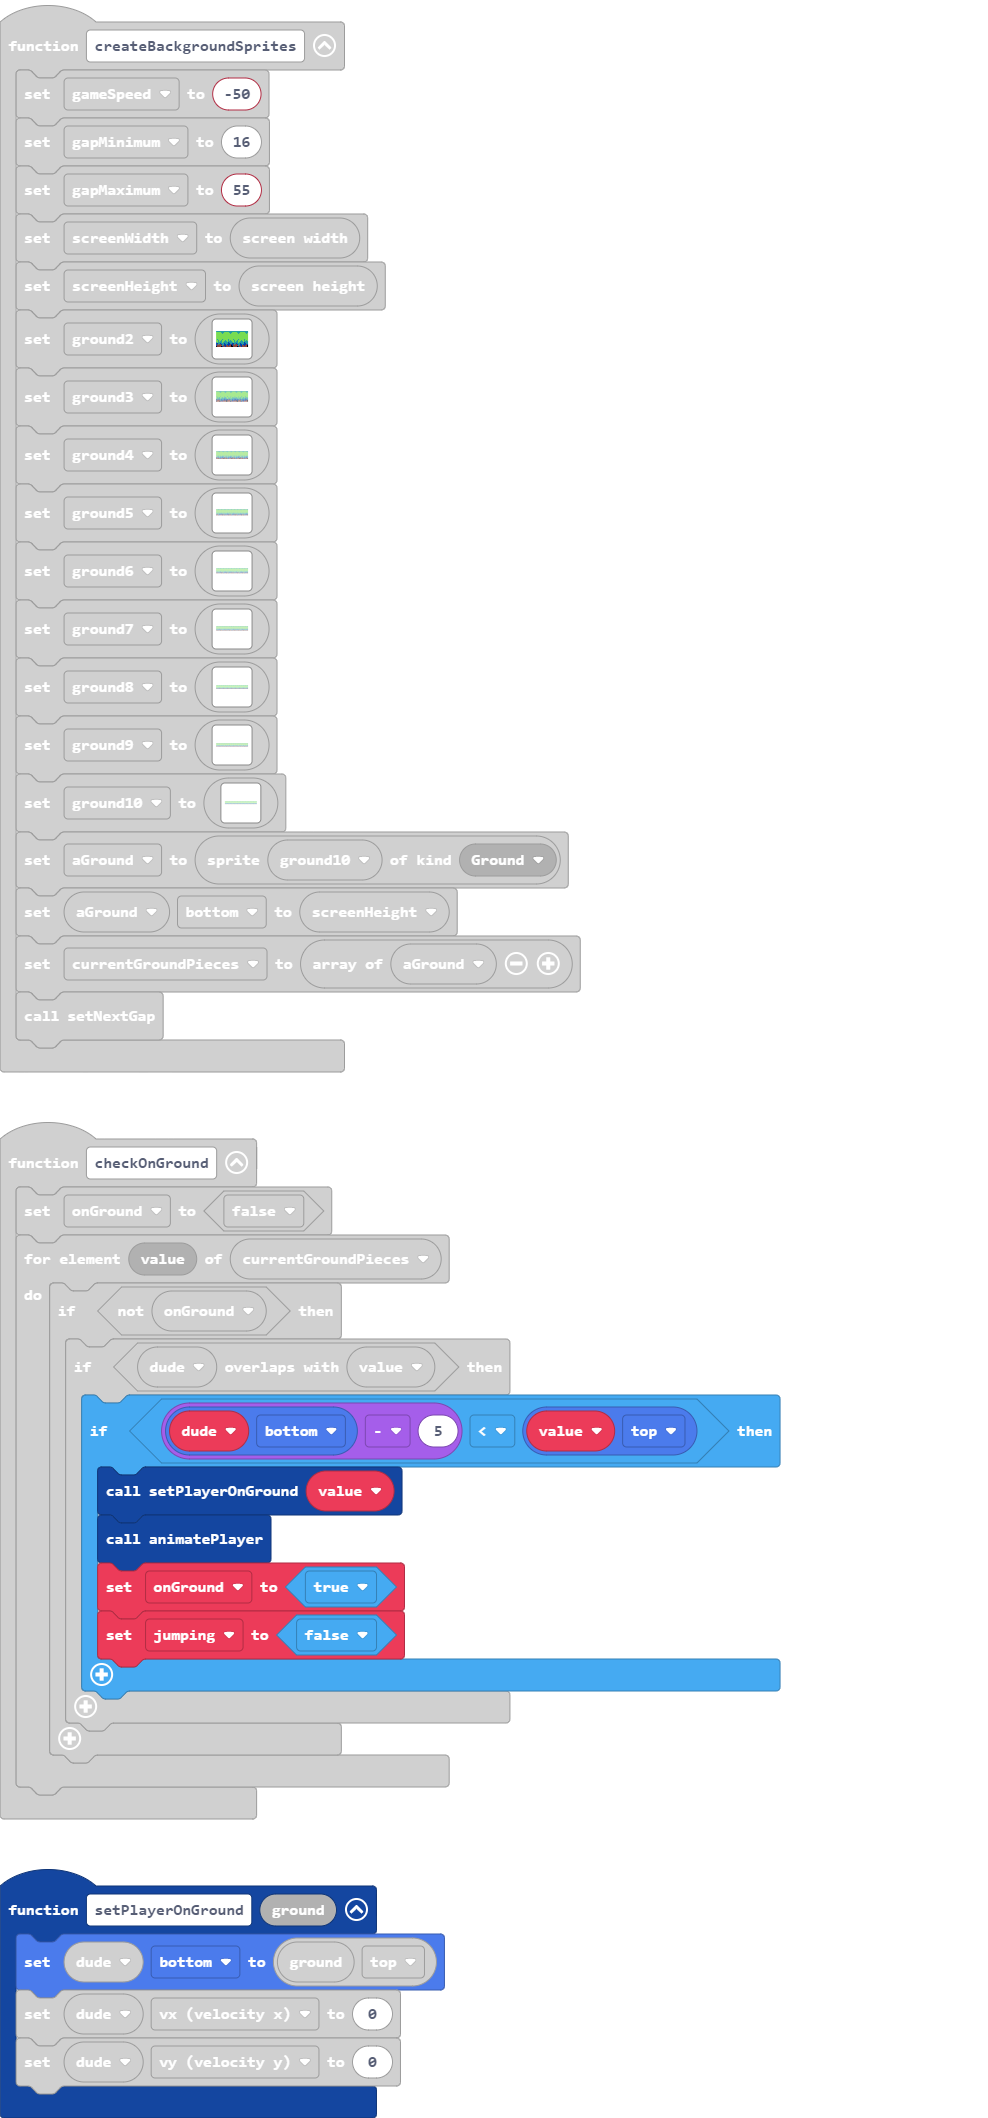 function createBackgroundSprites
set gameSpeed to -50
set gapMinimum to 16
set gapMaximum to 55
set screenWidth to screen width
set screenHeight to screen height
set ground2 to
set ground3 to
set ground4 to
set ground5 to
set ground6 to
set ground7 to
set ground8 to
set ground9 to
set ground10 to
set aGround to sprite ground10 of kind Ground
set aGround bottom to screenHeight
set currentGroundPieces to array of aGround
call setNextGap
function checkOnGround
set onGround to false
for element value of currentGroundPieces
do
if not onGround then
if dude overlaps with value then
if dude bottom - 5 < value top then
call setPlayerOnGround value
call animatePlayer
set onGround to true
set jumping to false
function setPlayerOnGround ground
set dude bottom to ground top
set dude vx (velocity x) to 0
set dude vy (velocity y) to 0